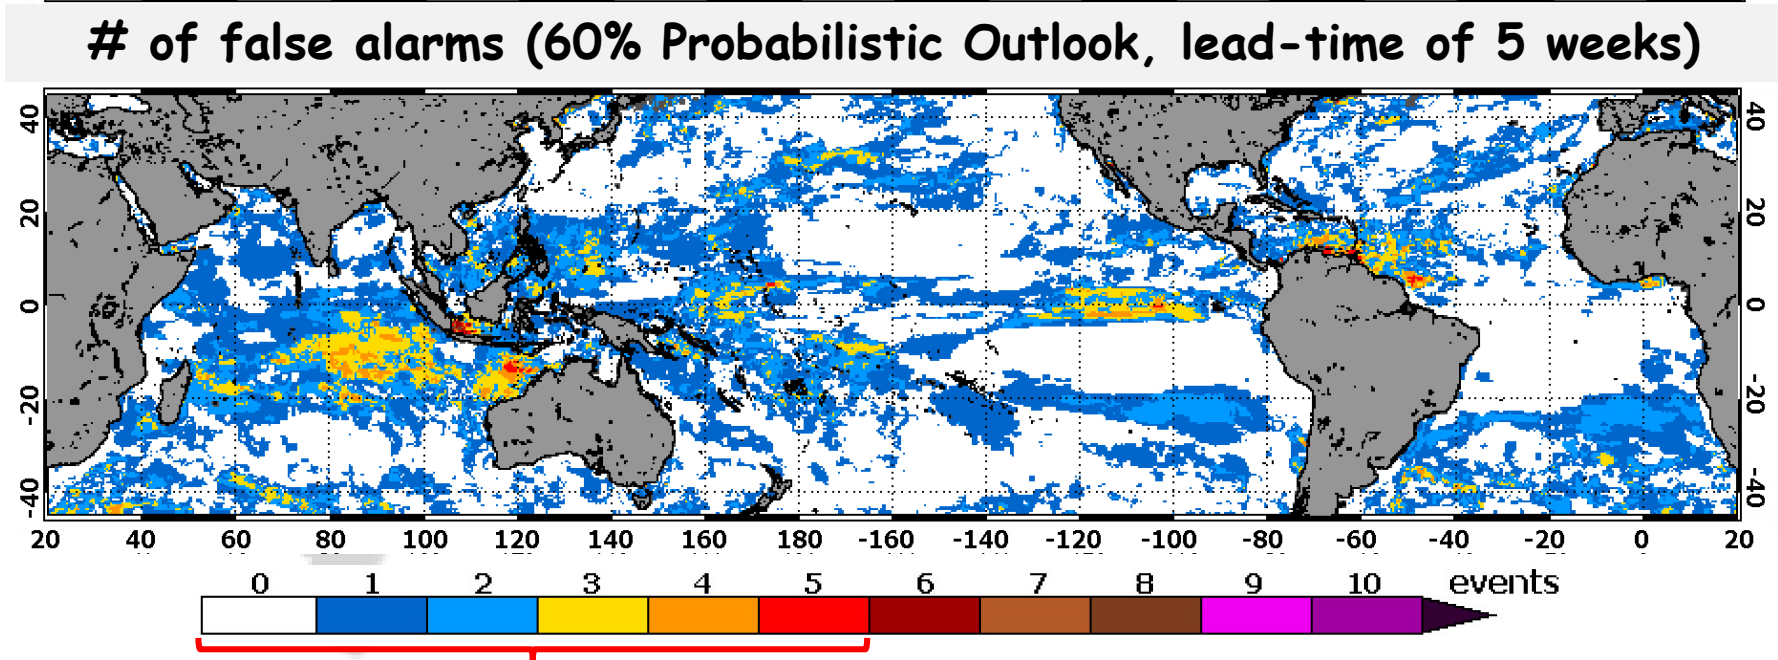 # of false alarms (60% Probabilistic Outlook, lead-time of 5 weeks)
40 40
20 20
0 0
-20 -20
-40 -40
20 40 60 80 100 120 140 160 180 -160 -140 -120 -100 -80 -60 -40 -20 0 20
0 1 2 3 4 5 6 7 8 9 10 events